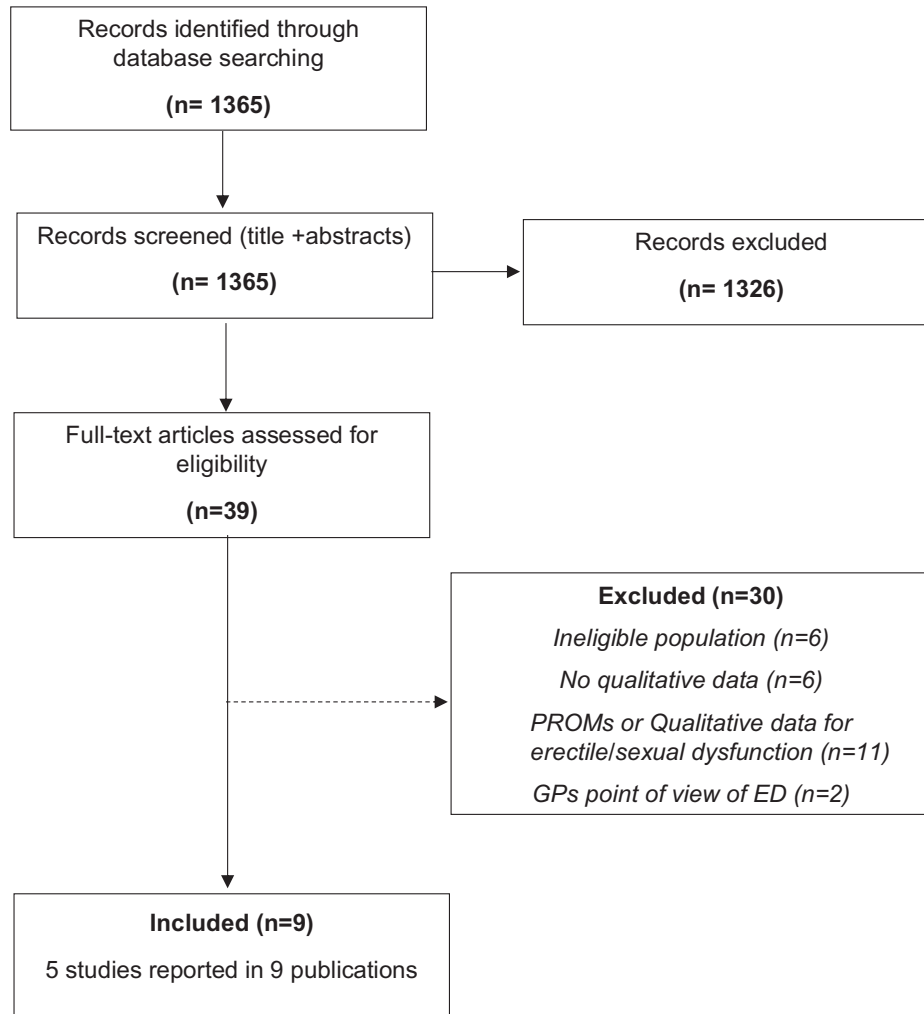 Records identified through
database searching
(n= 1365)
Records screened (title +abstracts)
(n= 1365)
Records excluded
(n= 1326)
Full-text articles assessed for
eligibility
(n=39)
Excluded (n=30)
Ineligible population (n=6)
No qualitative data (n=6)
PROMs or Qualitative data for
erectile/sexual dysfunction (n=11)
GPs point of view of ED (n=2)
Included (n=9)
5 studies reported in 9 publications